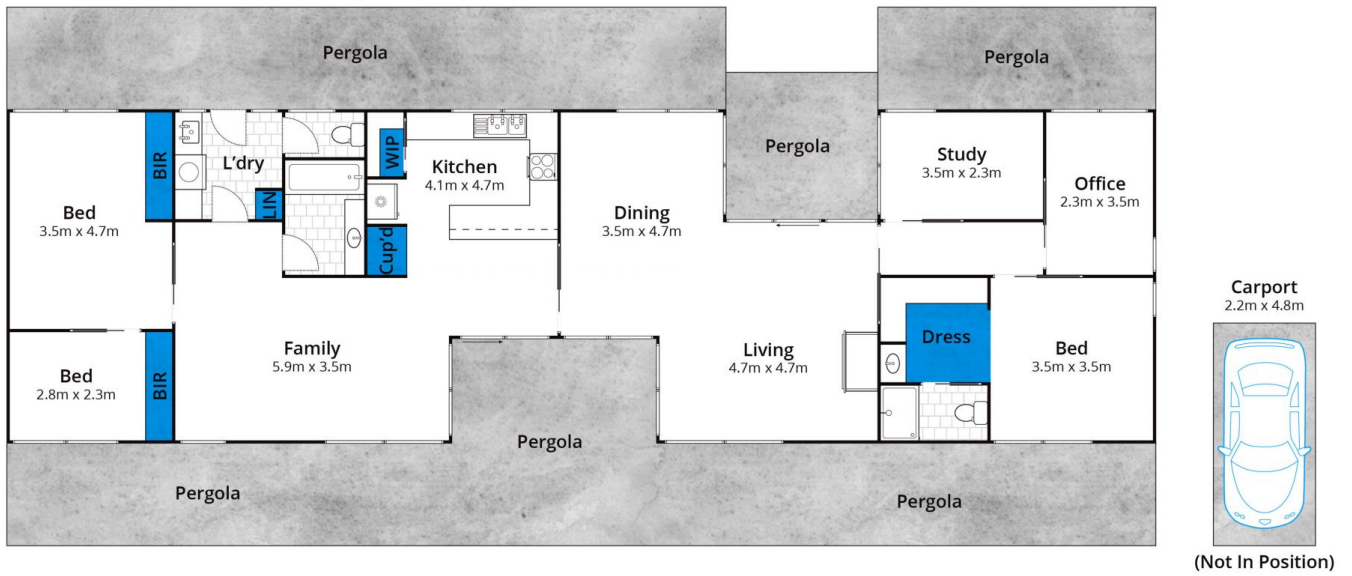 Pergola
Pergola
Pergola
BIR
L'dry
LIN
WIP
Kitchen
4.1m x 4.7m
Cup'd
Bed
3.5m x 4.7m
Dining
3.5m x 4.7m
Study
3.5m x 2.3m
Office
2.3m x 3.5m
Bed
2.8m x 2.3m
BIR
Family
5.9m x 3.5m
Living
4.7m x 4.7m
Dress
Bed
3.5m x 3.5m
Pergola
Pergola
Pergola
Carport
2.2m x 4.8m
(Not In Position)